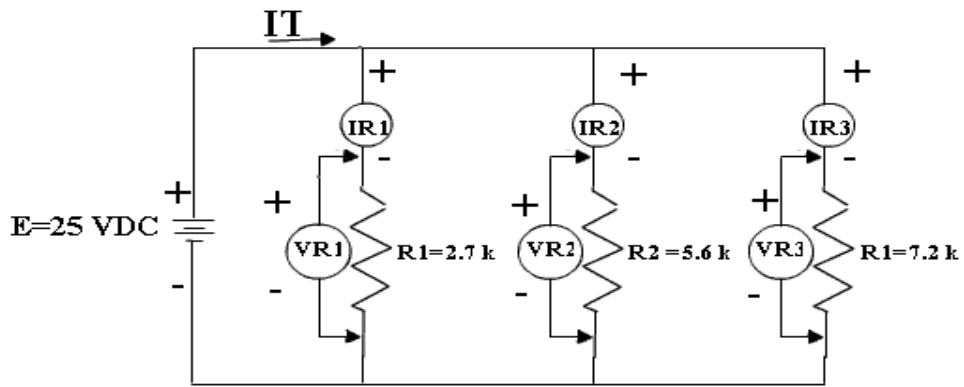 IT
+ + +
IR1 IR2 IR3
- - -
+ + + +
E=25 VDC VR1 R1=2.7 k VR2 R2 =5.6 k VR3 R1=7.2 k
- - - -